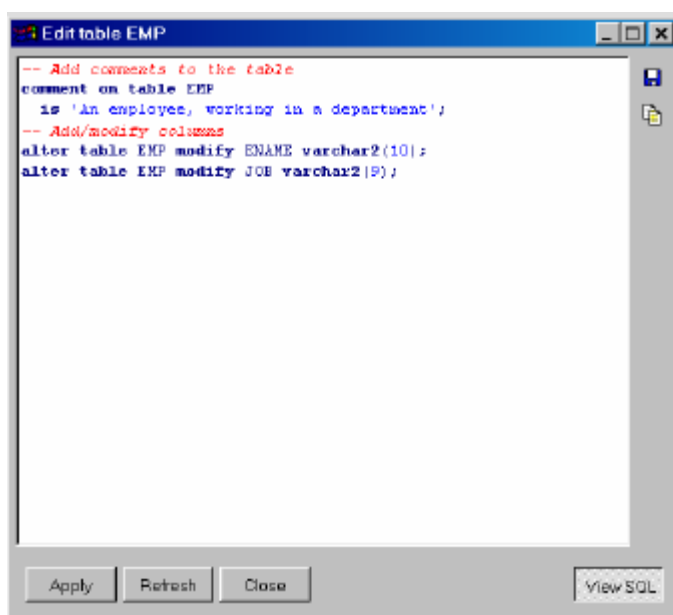 Edit table EMP
-- Add comments to the table
comment on table EMP
is 'An employee, working in a department';
-- Add/modify columns
alter table EMP modify ENAME varchar2(10);
alter table EMP modify JOB varchar2(9);
Apply Refresh Close View SQL